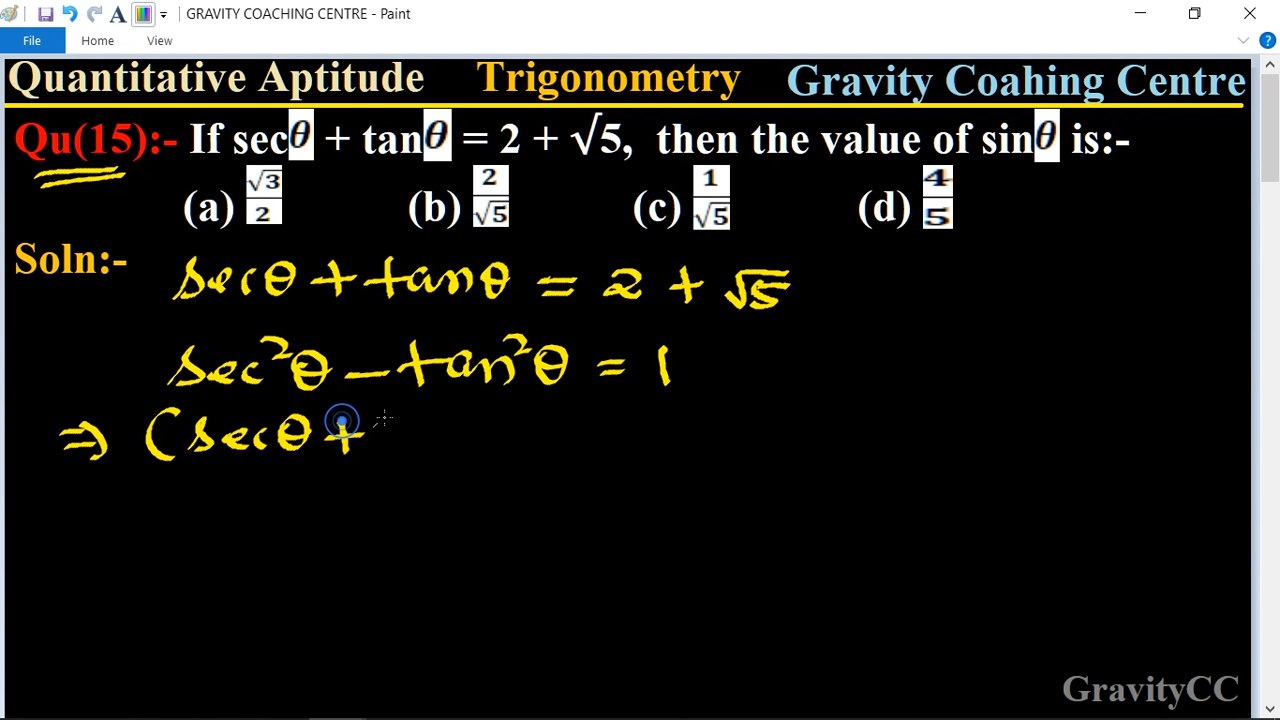 GRAVITY COACHING CENTRE - Paint
File Home View
Quantitative Aptitude Trigonometry Gravity Coahing Centre
Qu(15):- If secθ + tanθ = 2 + √5, then the value of sinθ is:-
(a) √3/2 (b) 2/√5 (c) 1/√5 (d) 4/5
Soln:- secθ + tanθ = 2 + √5
sec²θ - tan²θ = 1
⇒ (secθ +
GravityCC